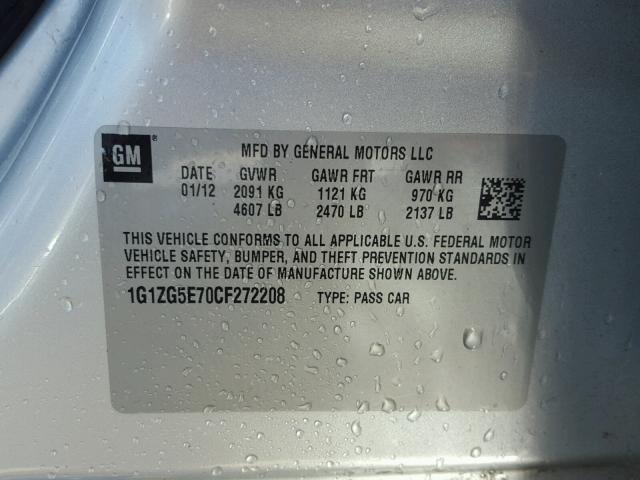 GM®
MFD BY GENERAL MOTORS LLC
DATE GVWR GAWR FRT GAWR RR
01/12 2091 KG 1121 KG 970 KG
4607 LB 2470 LB 2137 LB
THIS VEHICLE CONFORMS TO ALL APPLICABLE U.S. FEDERAL MOTOR
VEHICLE SAFETY, BUMPER, AND THEFT PREVENTION STANDARDS IN
EFFECT ON THE DATE OF MANUFACTURE SHOWN ABOVE.
1G1ZG5E70CF272208 TYPE: PASS CAR